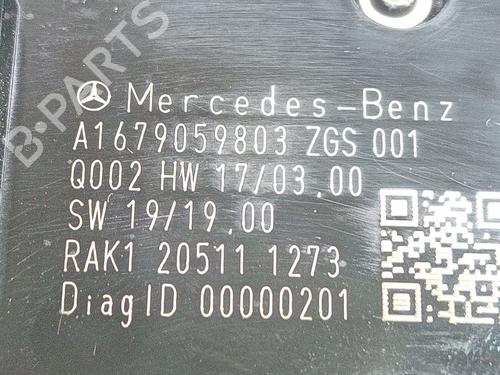 B-PARTS
Mercedes-Benz
A1679059803 ZGS 001
Q002 HW 17/03.00
SW 19/19.00
RAK1 20511 1273
DiagID 00000201